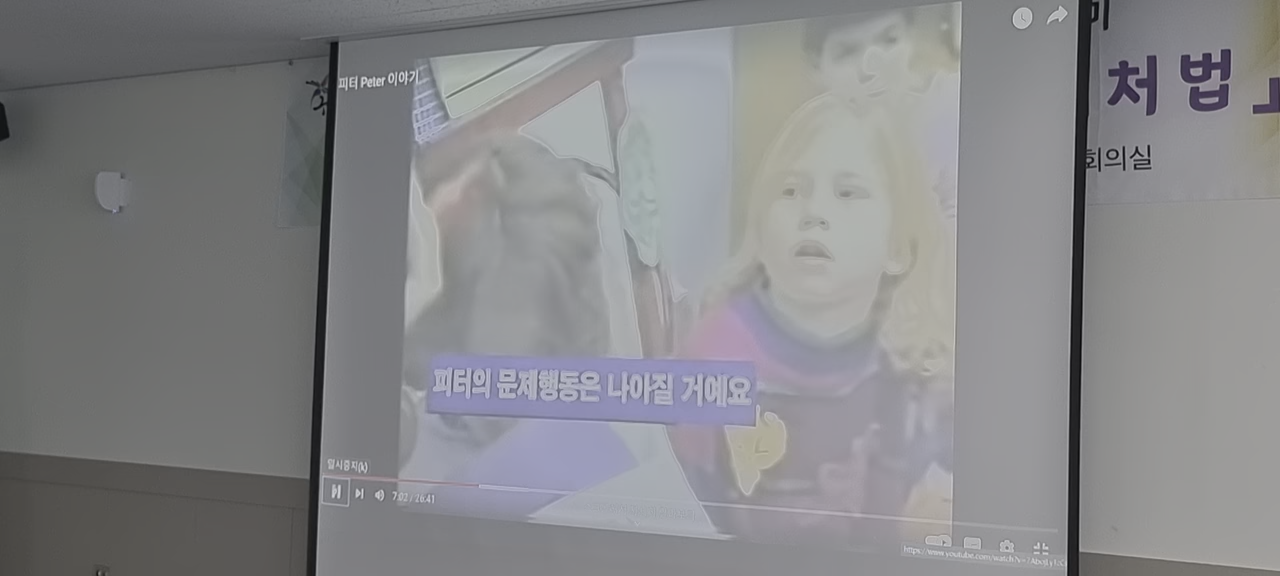 피터 Peter 이야기
처법
회의실
피터의 문제행동은 나아질 거예요
일시중지(k)
7:02 / 26:41